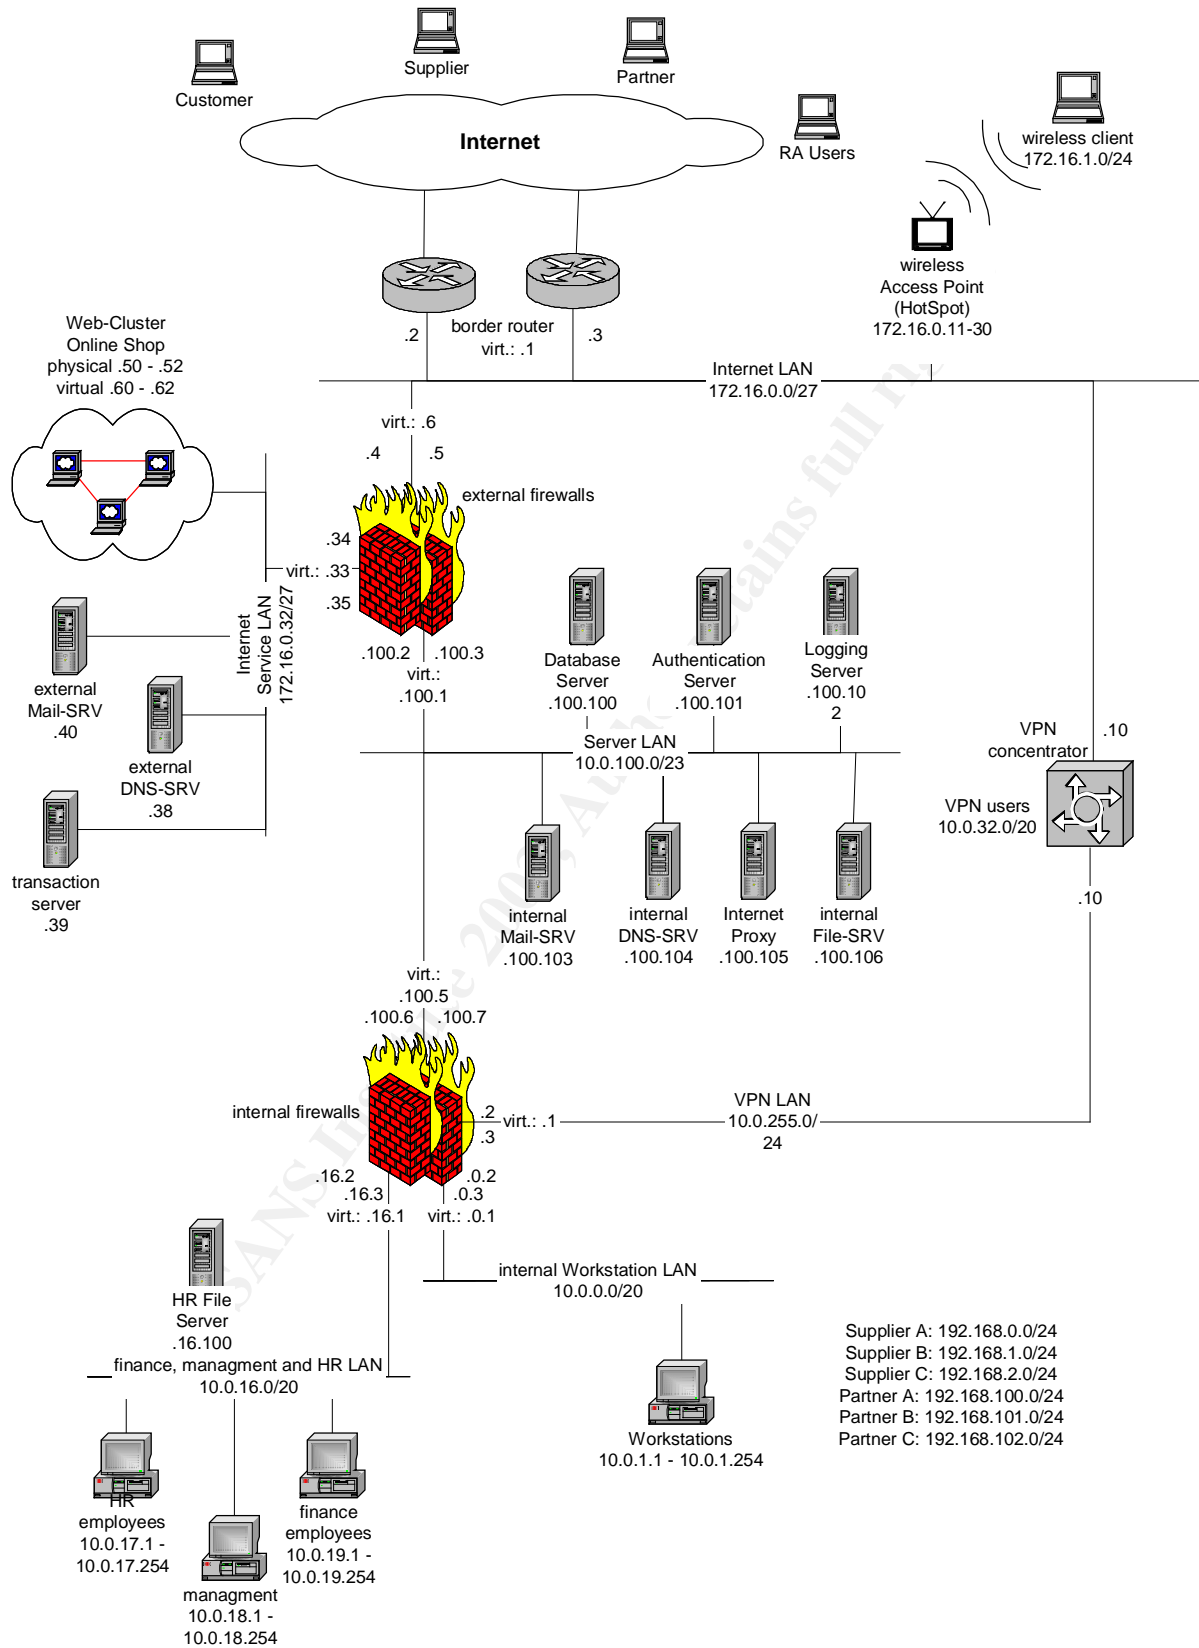 Customer
Supplier
Partner
Internet
RA Users
wireless client
172.16.1.0/24
wireless
Access Point
(HotSpot)
172.16.0.11-30
.2
border router
virt.: .1
.3
Internet LAN
172.16.0.0/27
Web-Cluster
Online Shop
physical .50 - .52
virtual .60 - .62
virt.: .6
.4
.5
external firewalls
.34
virt.: .33
.35
Internet
Service LAN
172.16.0.32/27
external
Mail-SRV
.40
external
DNS-SRV
.38
transaction
server
.39
.100.2
.100.3
virt.:
.100.1
Database
Server
.100.100
Authentication
Server
.100.101
Logging
Server
.100.10
2
Server LAN
10.0.100.0/23
VPN
concentrator
.10
VPN users
10.0.32.0/20
.10
internal
Mail-SRV
.100.103
internal
DNS-SRV
.100.104
Internet
Proxy
.100.105
internal
File-SRV
.100.106
virt.:
.100.5
.100.6
.100.7
internal firewalls
.2
virt.: .1
.3
VPN LAN
10.0.255.0/
24
.16.2
.16.3
virt.: .16.1
.0.2
.0.3
virt.: .0.1
HR File
Server
.16.100
finance, managment and HR LAN
10.0.16.0/20
internal Workstation LAN
10.0.0.0/20
Workstations
10.0.1.1 - 10.0.1.254
Supplier A: 192.168.0.0/24
Supplier B: 192.168.1.0/24
Supplier C: 192.168.2.0/24
Partner A: 192.168.100.0/24
Partner B: 192.168.101.0/24
Partner C: 192.168.102.0/24
HR
employees
10.0.17.1 -
10.0.17.254
managment
10.0.18.1 -
10.0.18.254
finance
employees
10.0.19.1 -
10.0.19.254
SANS
full